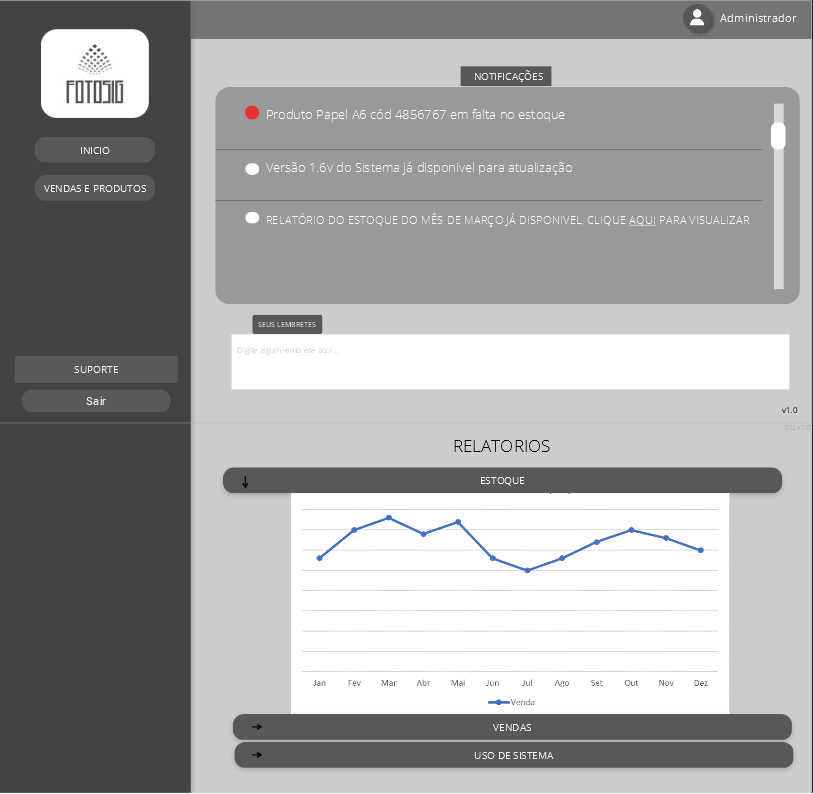 Administrador
FOTOSIG
INICIO
VENDAS E PRODUTOS
SUPORTE
Sair
NOTIFICAÇÕES
Produto Papel A6 cód 4856767 em falta no estoque
Versão 1.6v do Sistema já disponivel para atualização
RELATÓRIO DO ESTOQUE DO MÊS DE MARÇO JÁ DISPONIVEL, CLIQUE AQUI PARA VISUALIZAR
SEUS LEMBRETES
Digite algum lembrete aqui...
v1.0
RELATORIOS
ESTOQUE
Jan Fev Mar Abr Mai Jun Jul Ago Set Out Nov Dez
Venda
VENDAS
USO DE SISTEMA